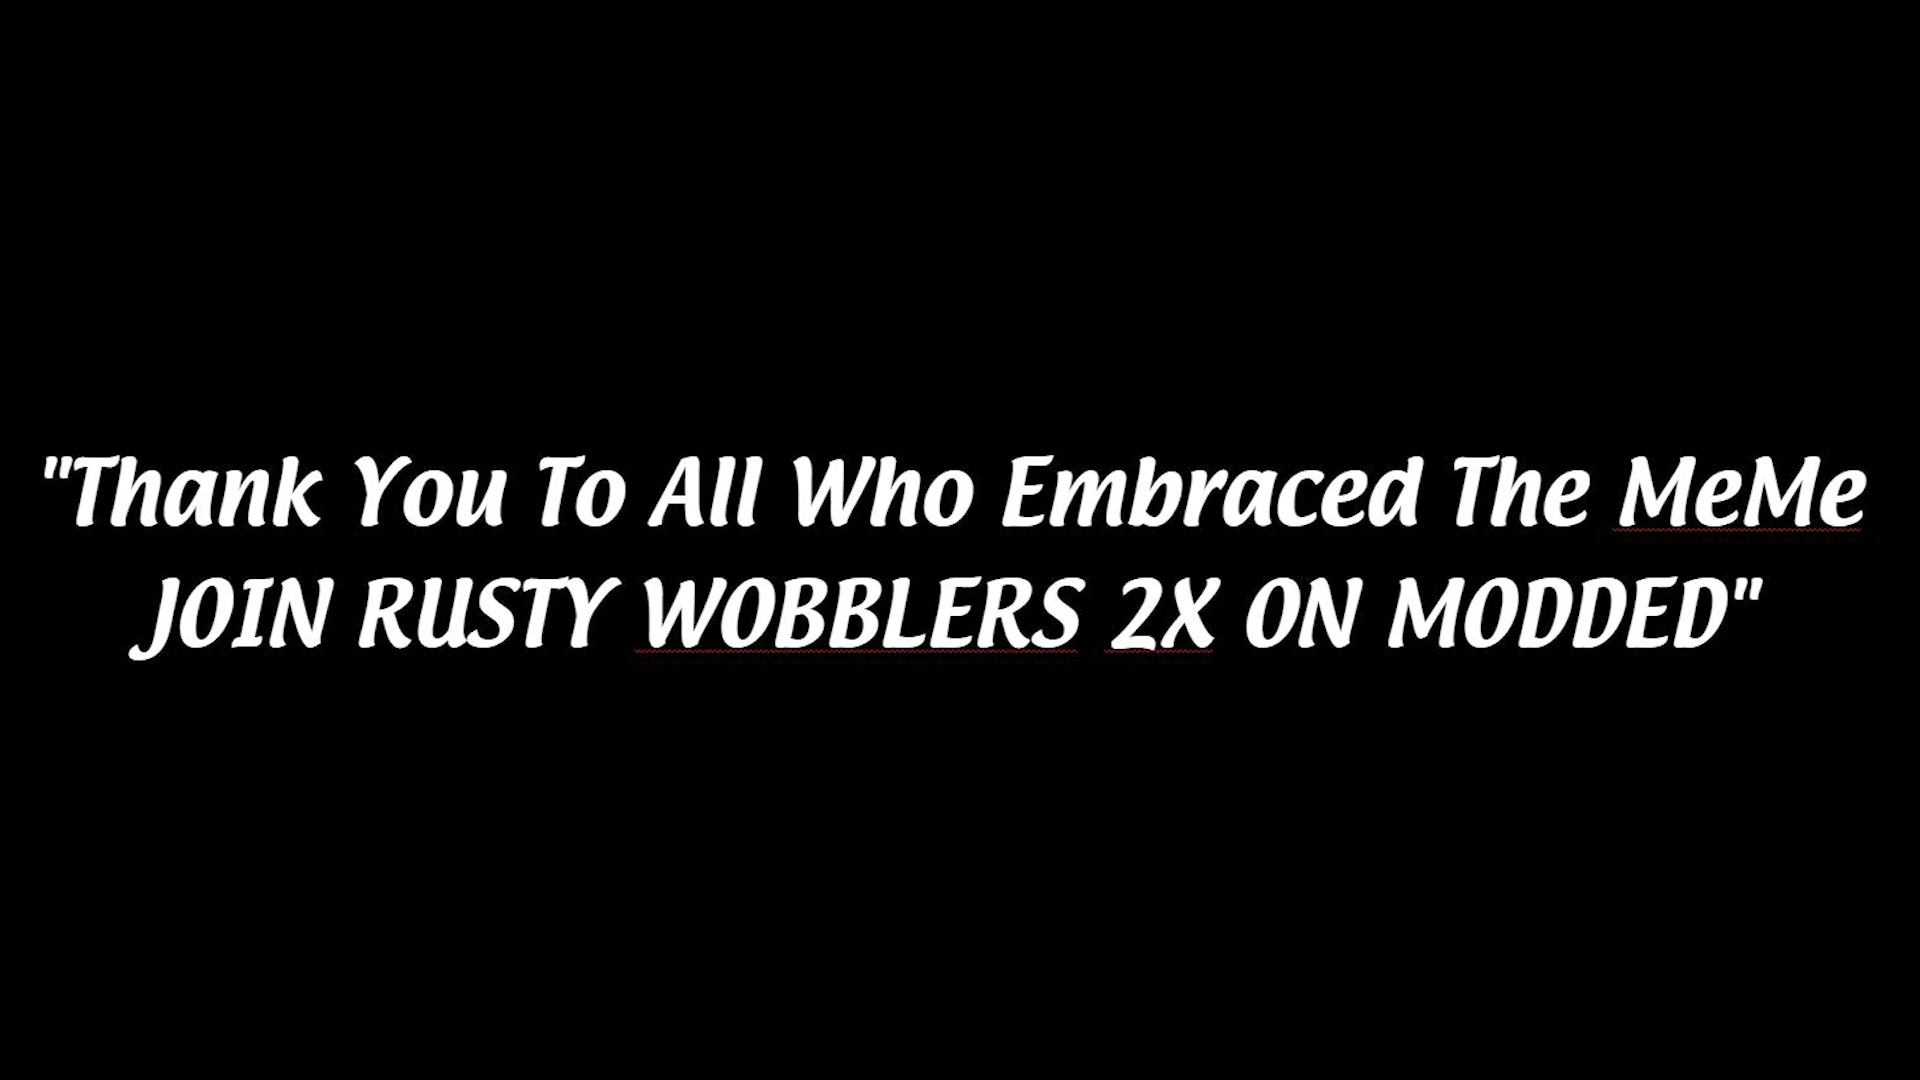 "Thank You To All Who Embraced The MeMe
JOIN RUSTY WOBBLERS 2X ON MODDED"